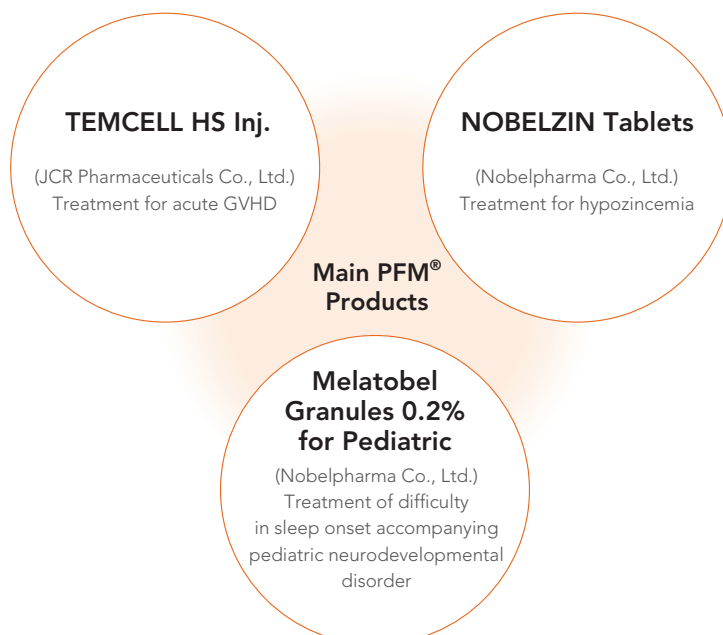 TEMCELL HS Inj.
(JCR Pharmaceuticals Co., Ltd.)
Treatment for acute GVHD
NOBELZIN Tablets
(Nobelpharma Co., Ltd.)
Treatment for hypozincemia
Main PFM®
Products
Melatobel
Granules 0.2%
for Pediatric
(Nobelpharma Co., Ltd.)
Treatment of difficulty
in sleep onset accompanying
pediatric neurodevelopmental
disorder